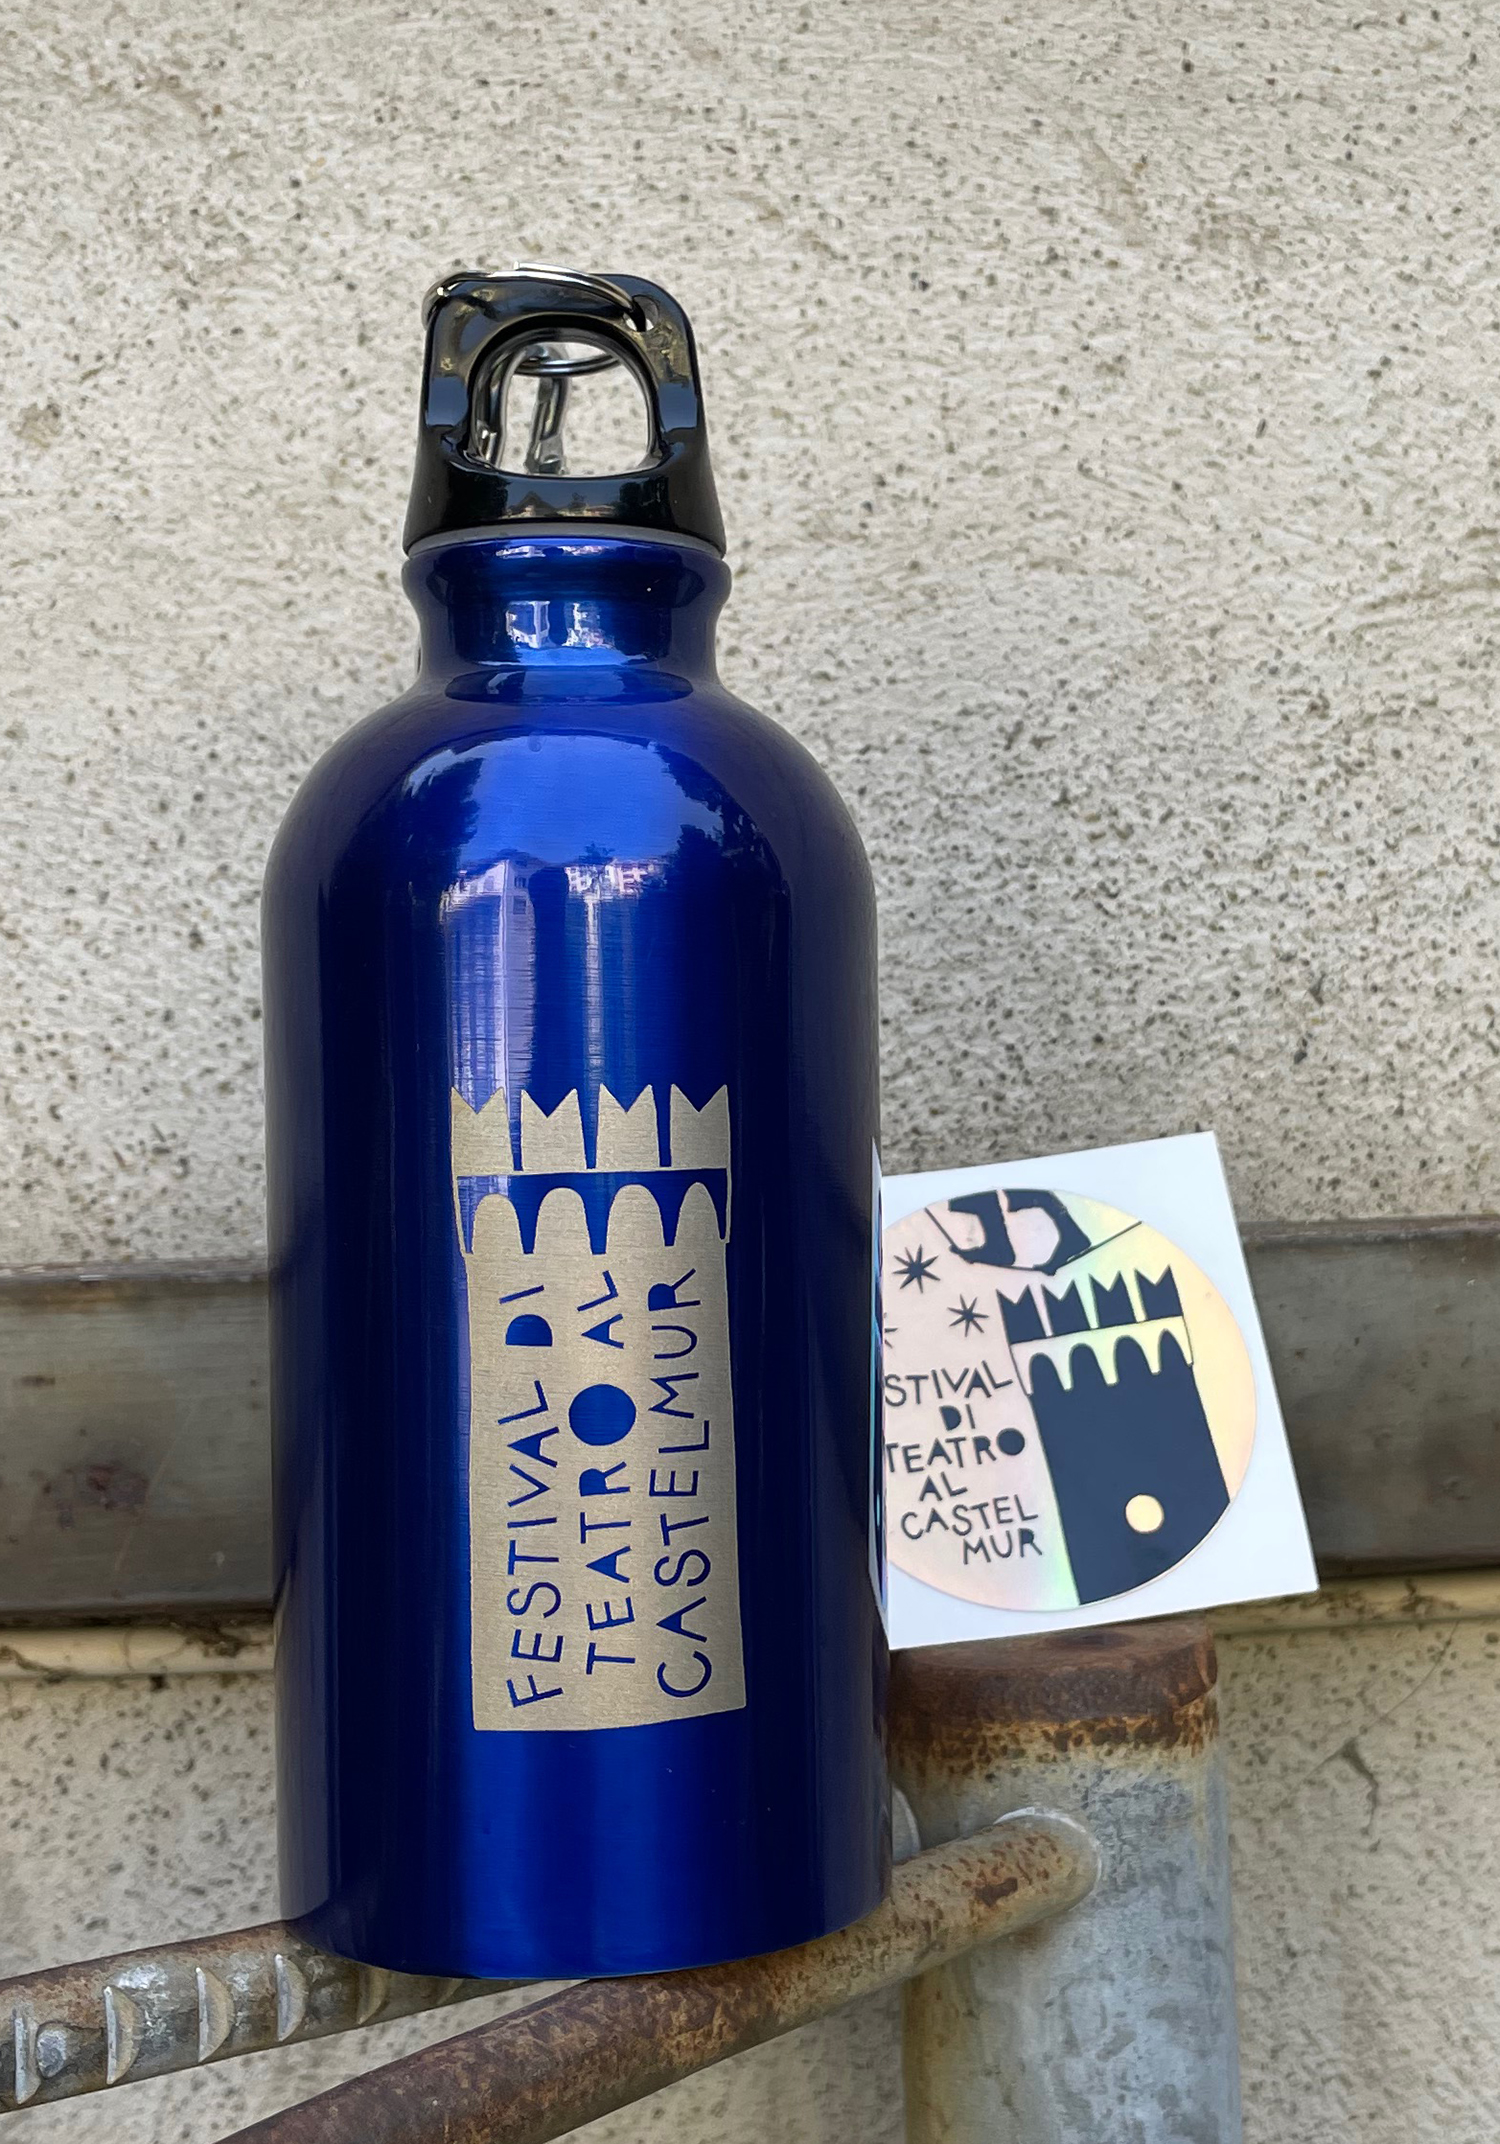 FESTIVAL DI
TEATRO AL
CASTELMUR
STIVAL
DI
TEATRO
AL
CASTEL
MUR